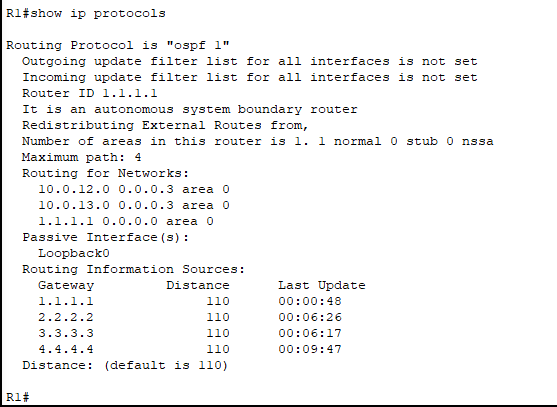 R1#show ip protocols
Routing Protocol is "ospf 1"
Outgoing update filter list for all interfaces is not set
Incoming update filter list for all interfaces is not set
Router ID 1.1.1.1
It is an autonomous system boundary router
Redistributing External Routes from,
Number of areas in this router is 1. 1 normal 0 stub 0 nssa
Maximum path: 4
Routing for Networks:
10.0.12.0 0.0.0.3 area 0
10.0.13.0 0.0.0.3 area 0
1.1.1.1 0.0.0.0 area 0
Passive Interface(s):
Loopback0
Routing Information Sources:
Gateway Distance Last Update
1.1.1.1 110 00:00:48
2.2.2.2 110 00:06:26
3.3.3.3 110 00:06:17
4.4.4.4 110 00:09:47
Distance: (default is 110)
R1#